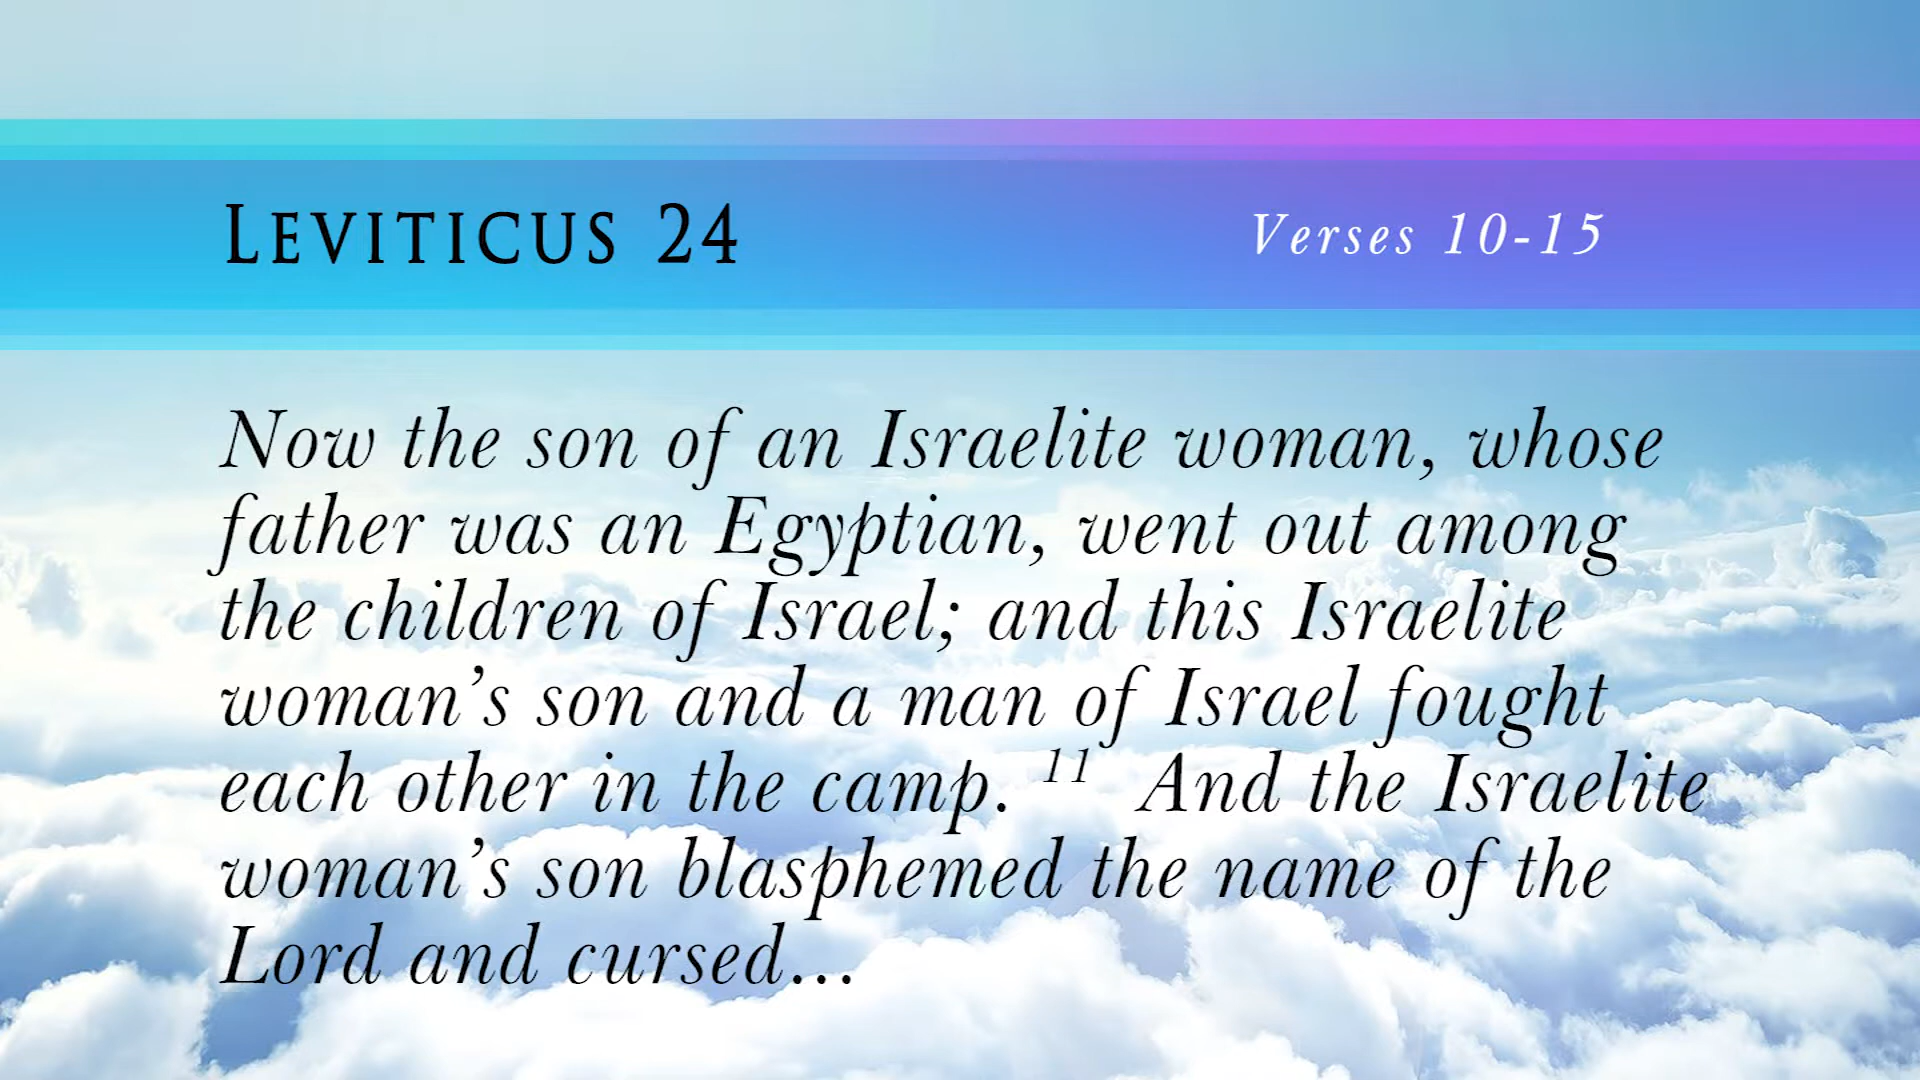 LEVITICUS 24
Verses 10-15
Now the son of an Israelite woman, whose
father was an Egyptian, went out among
the children of Israel; and this Israelite
woman’s son and a man of Israel fought
each other in the camp. 11 And the Israelite
woman’s son blasphemed the name of the
Lord and cursed...